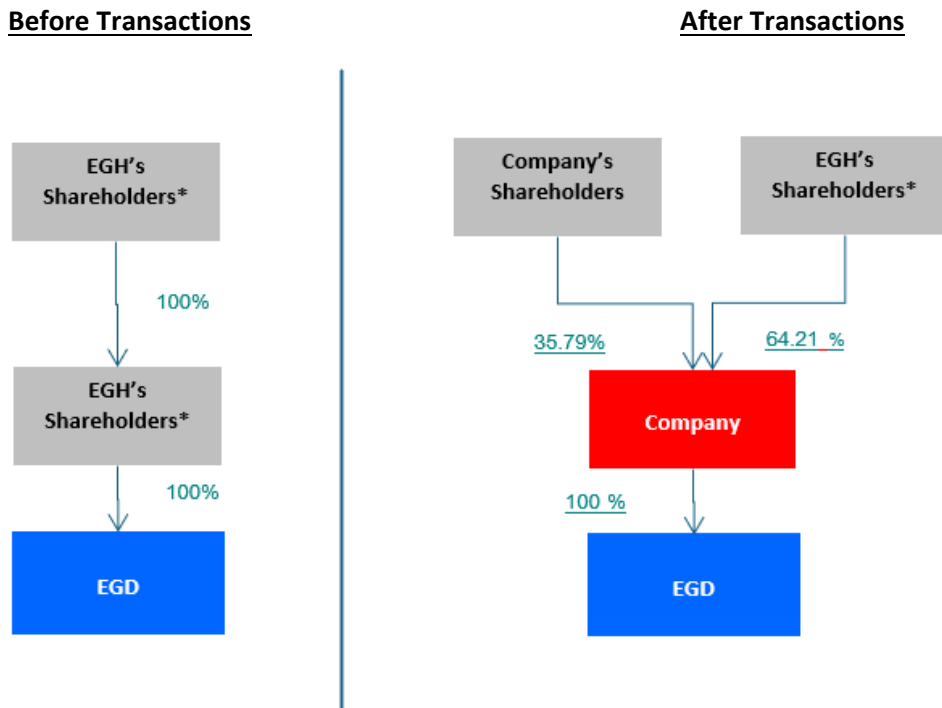 Before Transactions
After Transactions
EGH's
Shareholders*
100%
EGH's
Shareholders*
100%
EGD
Company's
Shareholders
EGH's
Shareholders*
35.79%
64.21_%
Company
100 %
EGD